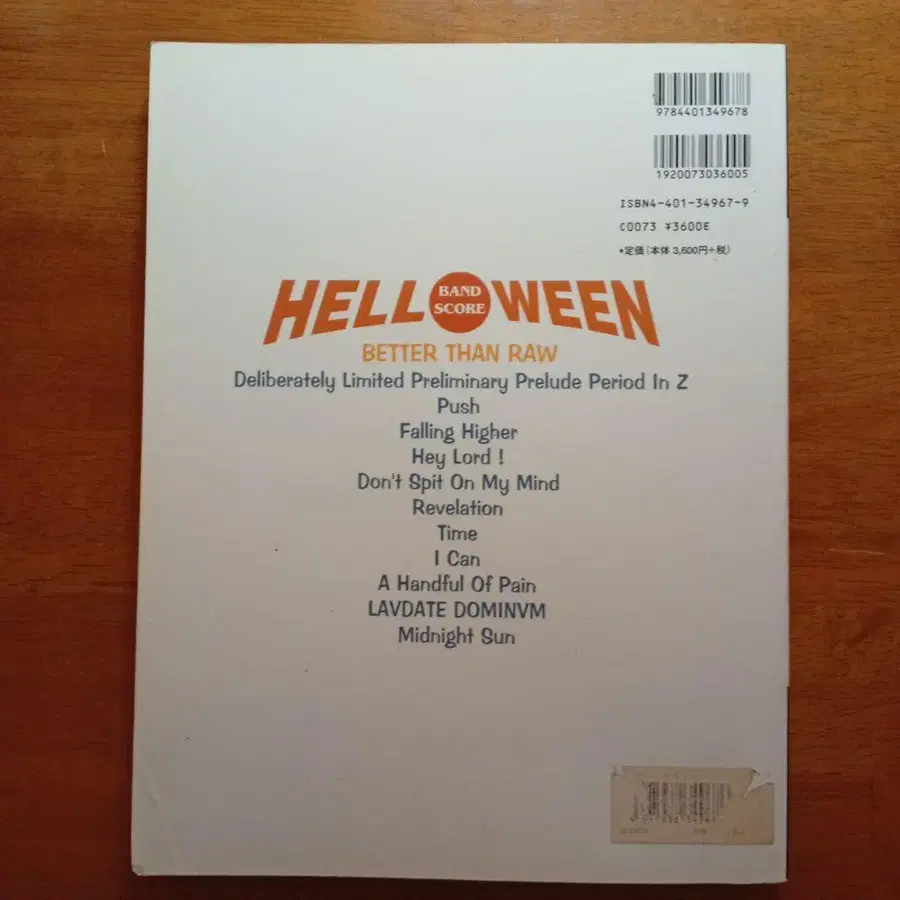 9784401349678
1920073036005
ISBN4-401-34967-9
C0073 ¥3600E
*定価(本体 3,600円+税)
HELLOWEEN
BAND
SCORE
BETTER THAN RAW
Deliberately Limited Preliminary Prelude Period In Z
Push
Falling Higher
Hey Lord !
Don't Spit On My Mind
Revelation
Time
I Can
A Handful Of Pain
LAVDATE DOMINVM
Midnight Sun